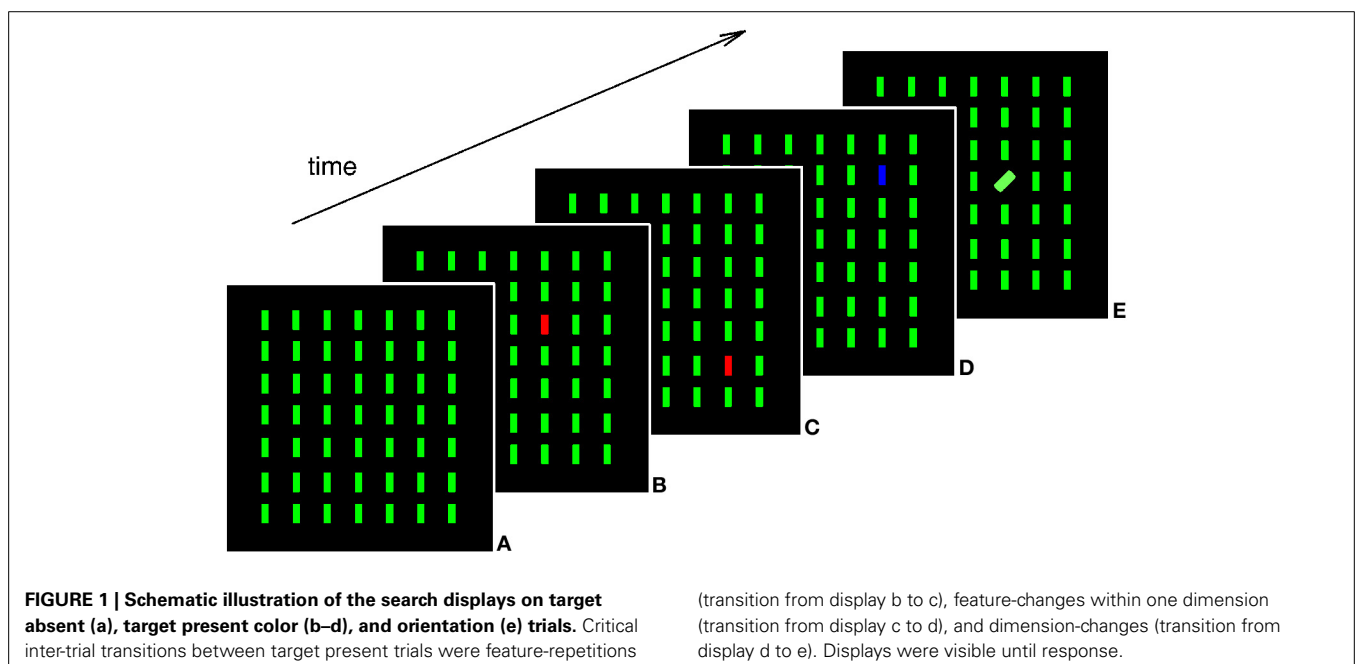 time
A
B
C
D
E
FIGURE 1 | Schematic illustration of the search displays on target
absent (a), target present color (b–d), and orientation (e) trials. Critical
inter-trial transitions between target present trials were feature-repetitions
(transition from display b to c), feature-changes within one dimension
(transition from display c to d), and dimension-changes (transition from
display d to e). Displays were visible until response.